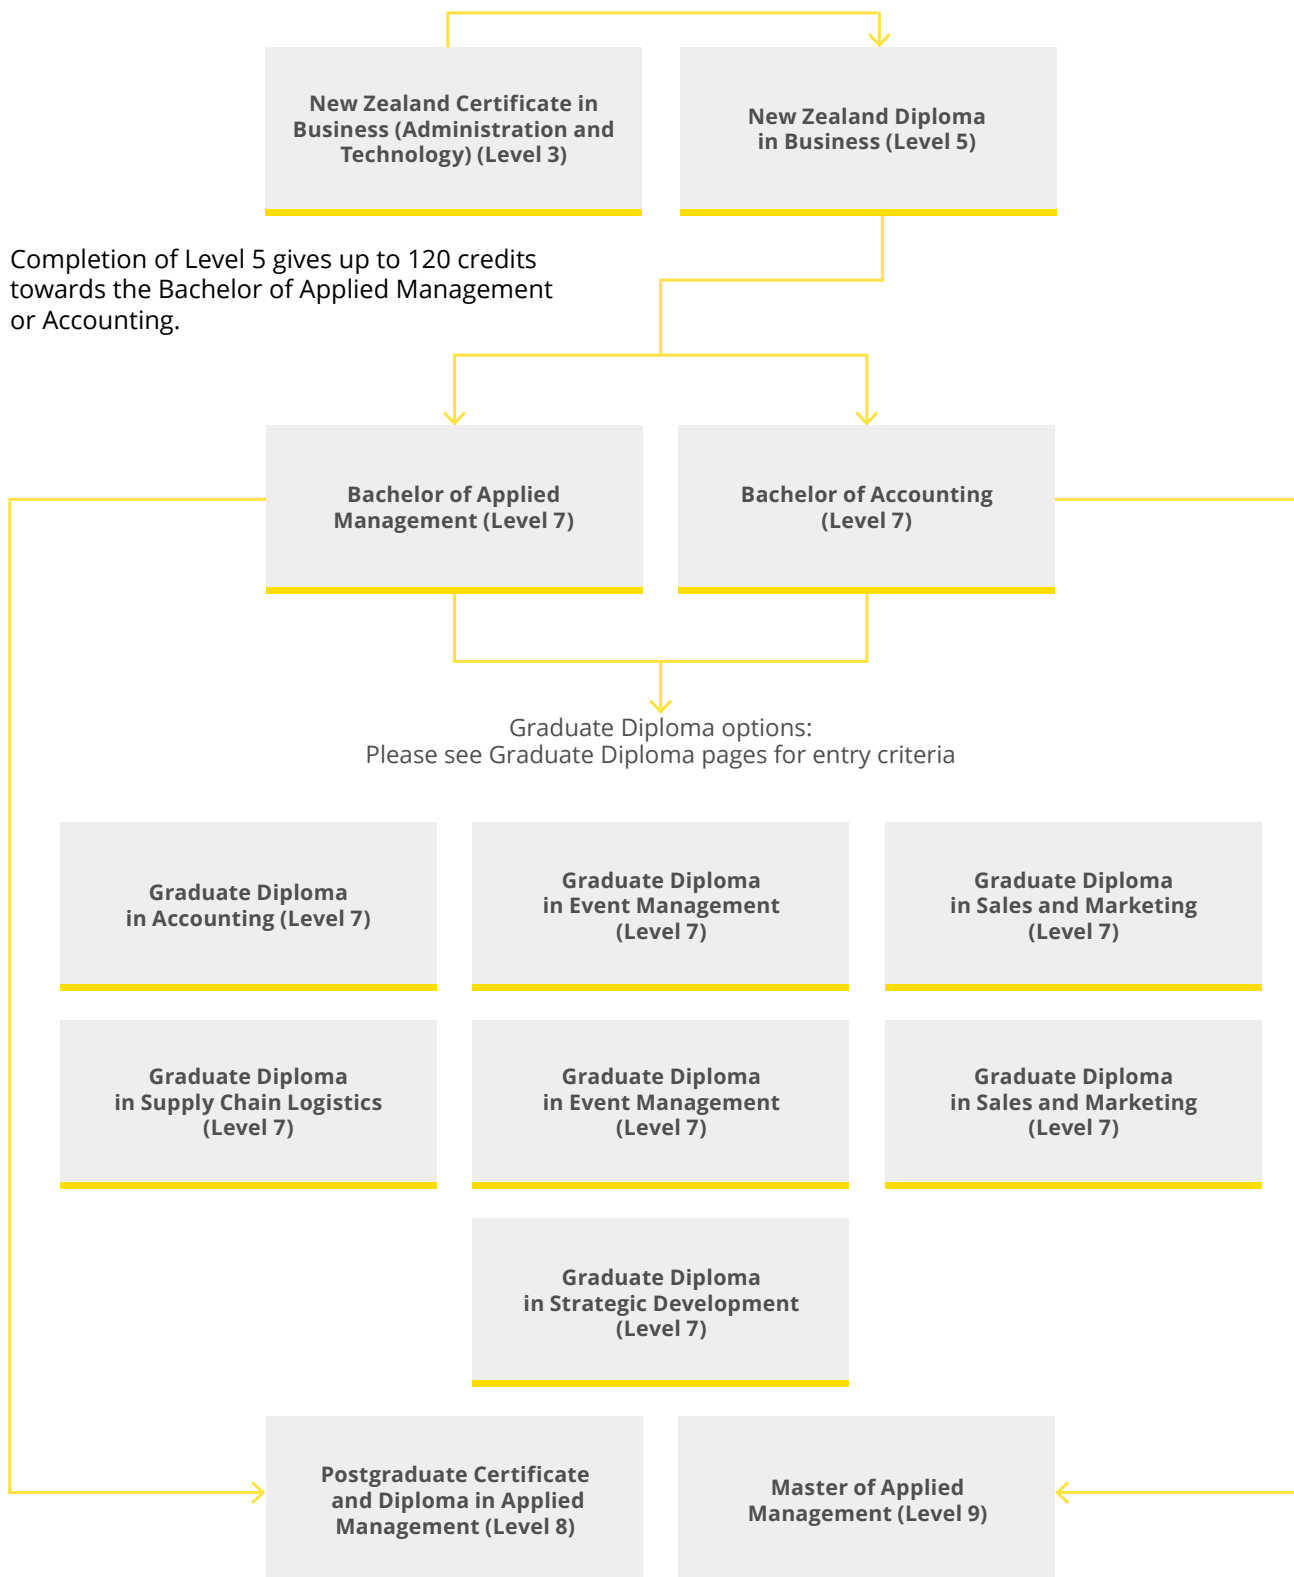 New Zealand Certificate in
Business (Administration and
Technology) (Level 3)
New Zealand Diploma
in Business (Level 5)
Completion of Level 5 gives up to 120 credits
towards the Bachelor of Applied Management
or Accounting.
Bachelor of Applied
Management (Level 7)
Bachelor of Accounting
(Level 7)
Graduate Diploma options:
Please see Graduate Diploma pages for entry criteria
Graduate Diploma
in Accounting (Level 7)
Graduate Diploma
in Event Management
(Level 7)
Graduate Diploma
in Sales and Marketing
(Level 7)
Graduate Diploma
in Supply Chain Logistics
(Level 7)
Graduate Diploma
in Event Management
(Level 7)
Graduate Diploma
in Sales and Marketing
(Level 7)
Graduate Diploma
in Strategic Development
(Level 7)
Postgraduate Certificate
and Diploma in Applied
Management (Level 8)
Master of Applied
Management (Level 9)